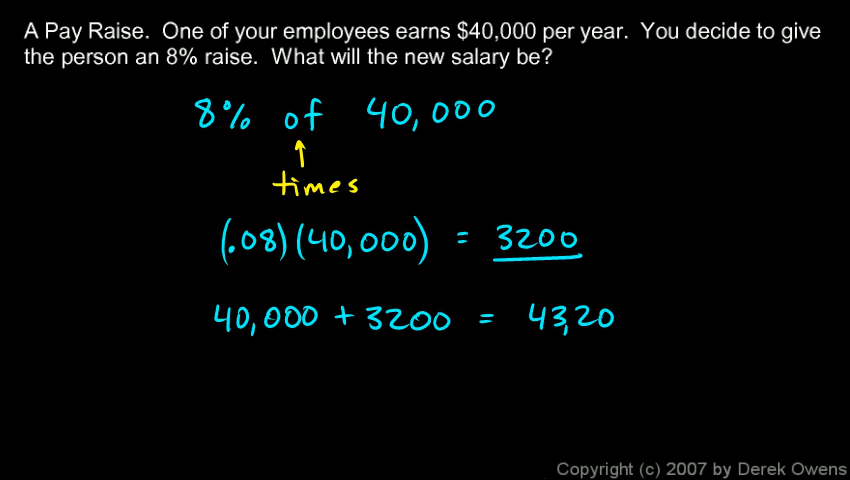 A Pay Raise. One of your employees earns $40,000 per year. You decide to give
the person an 8% raise. What will the new salary be?
8% of 40,000
times
(.08)(40,000) = 3200
40,000 + 3200 = 43,20
Copyright (c) 2007 by Derek Owens